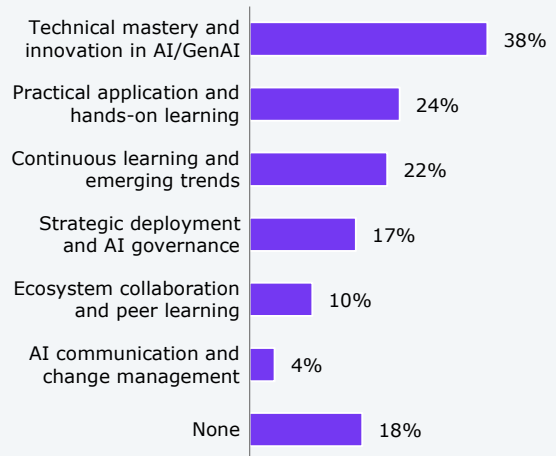 Technical mastery and
innovation in AI/GenAI
38%
Practical application and
hands-on learning
24%
Continuous learning and
emerging trends
22%
Strategic deployment
and AI governance
17%
Ecosystem collaboration
and peer learning
10%
AI communication and
change management
4%
None
18%